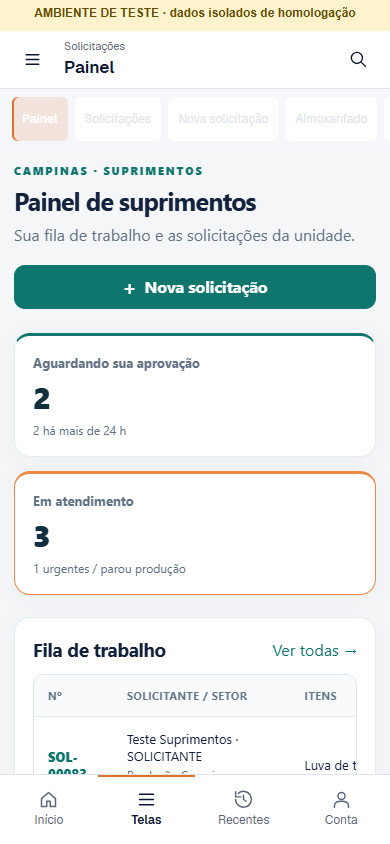 AMBIENTE DE TESTE · dados isolados de homologação
Solicitações
Painel
Painel
Solicitações
Nova solicitação
Almoxarifado
CAMPINAS · SUPRIMENTOS
Painel de suprimentos
Sua fila de trabalho e as solicitações da unidade.
+ Nova solicitação
Aguardando sua aprovação
2
2 há mais de 24 h
Em atendimento
3
1 urgentes / parou produção
Fila de trabalho
Ver todas →
Nº
SOLICITANTE / SETOR
ITENS
Teste Suprimentos ·
SOLICITANTE
SOL-
00083
Luva de t
Início
Telas
Recentes
Conta